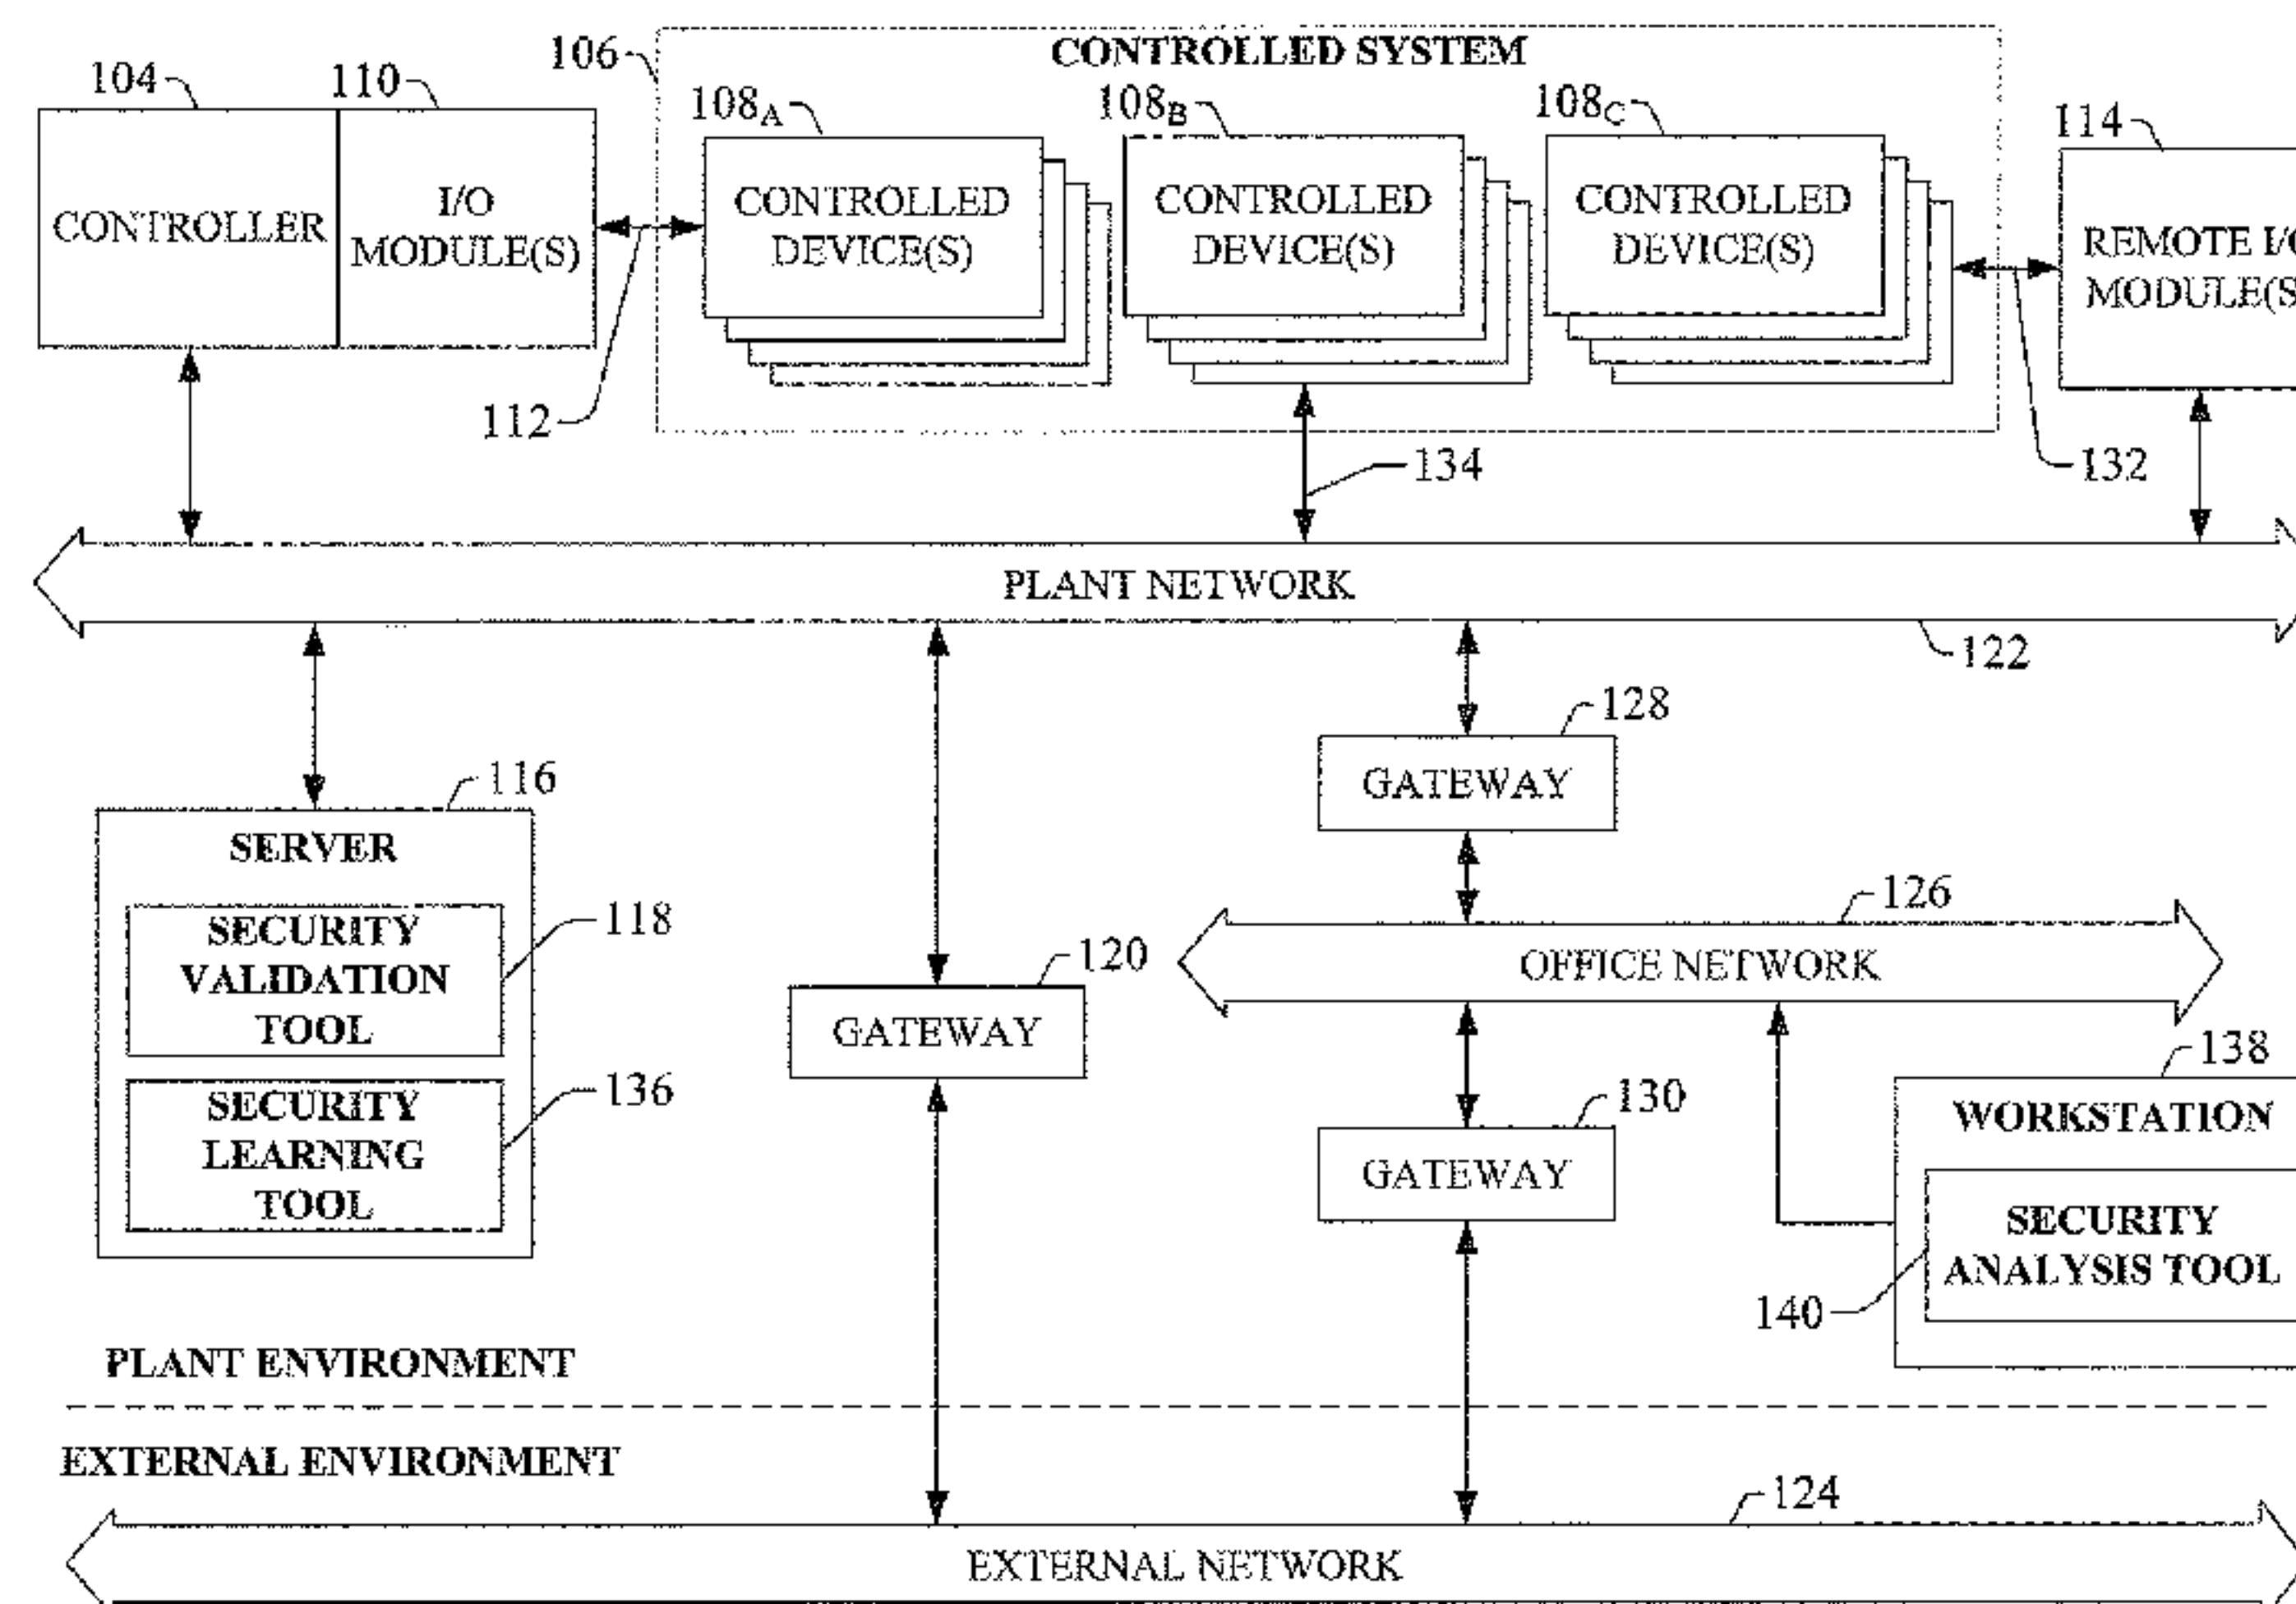 CONTROLLED SYSTEM
106
104
110
108A
108B
108C
114
CONTROLLER
I/O
MODULE(S)
CONTROLLED
DEVICE(S)
CONTROLLED
DEVICE(S)
CONTROLLED
DEVICE(S)
REMOTE I/O
MODULE(S
112
134
132
PLANT NETWORK
122
128
116
GATEWAY
SERVER
SECURITY
VALIDATION
TOOL
118
126
120
OFFICE NETWORK
GATEWAY
138
SECURITY
LEARNING
TOOL
136
130
WORKSTATION
GATEWAY
SECURITY
ANALYSIS TOOL
140
PLANT ENVIRONMENT
EXTERNAL ENVIRONMENT
124
EXTERNAL NETWORK